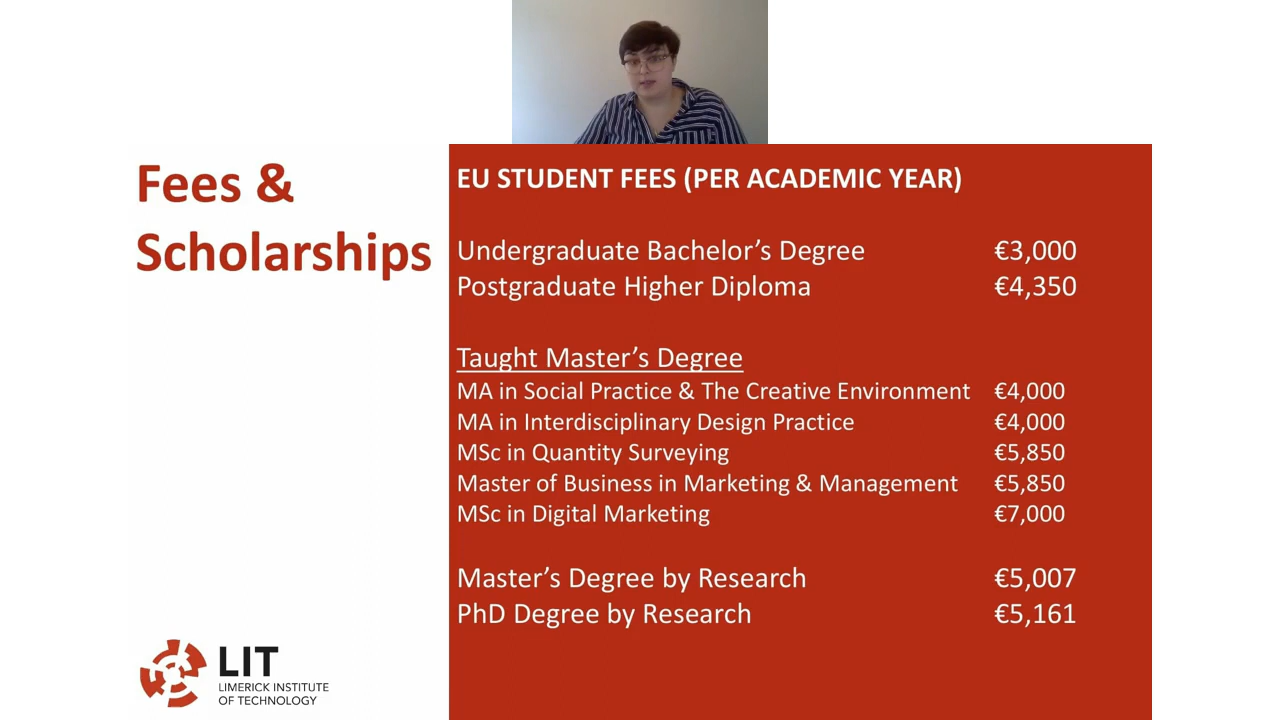 Fees &
Scholarships
EU STUDENT FEES (PER ACADEMIC YEAR)
Undergraduate Bachelor’s Degree €3,000
Postgraduate Higher Diploma €4,350
Taught Master’s Degree
MA in Social Practice & The Creative Environment €4,000
MA in Interdisciplinary Design Practice €4,000
MSc in Quantity Surveying €5,850
Master of Business in Marketing & Management €5,850
MSc in Digital Marketing €7,000
Master’s Degree by Research €5,007
PhD Degree by Research €5,161
LIT
LIMERICK INSTITUTE
OF TECHNOLOGY